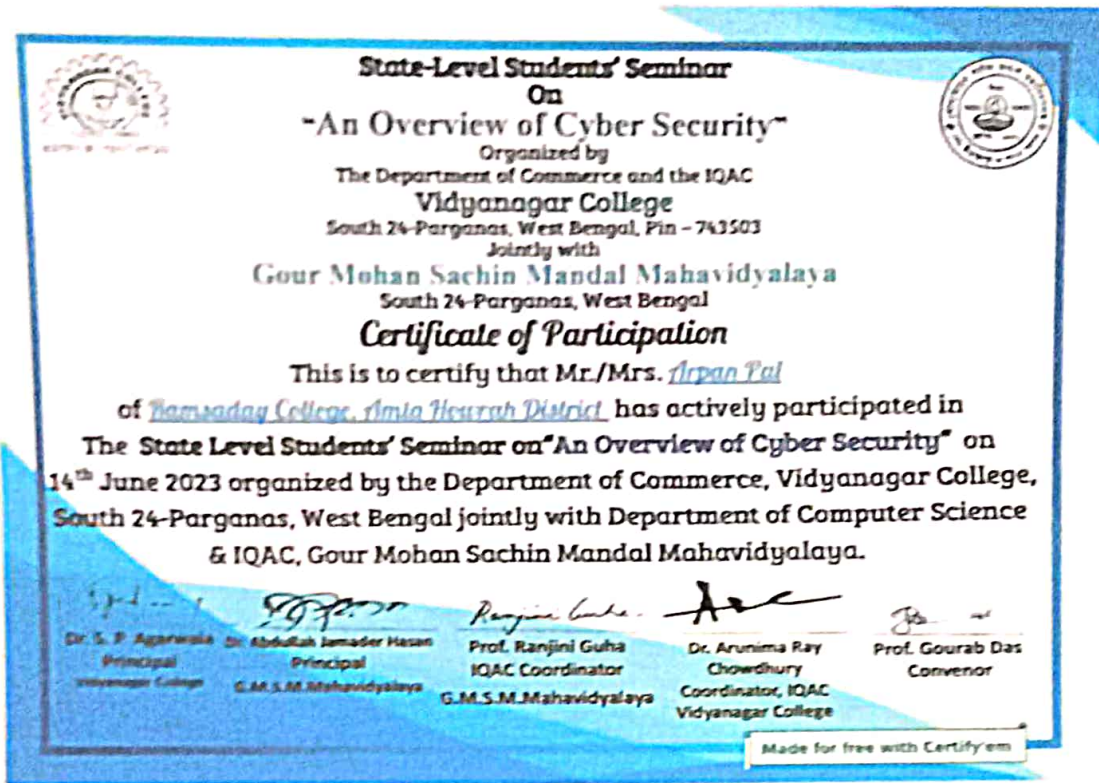 State-Level Students' Seminar
On
"An Overview of Cyber Security"
Organized by
The Department of Commerce and the IQAC
Vidyanagar College
South 24-Parganas, West Bengal, Pin – 743503
Jointly with
Gour Mohan Sachin Mandal Mahavidyalaya
South 24-Parganas, West Bengal
Certificate of Participation
This is to certify that Mr./Mrs. Arpan Pal
of Ramsaday College, Amta Howrah District has actively participated in
The State Level Students' Seminar on "An Overview of Cyber Security" on
14th June 2023 organized by the Department of Commerce, Vidyanagar College,
South 24-Parganas, West Bengal jointly with Department of Computer Science
& IQAC, Gour Mohan Sachin Mandal Mahavidyalaya.
Ranjini Guha.
Dr. S. P. Agarwala
Principal
Vidyanagar College
Dr. Abdullah Jamader Hasan
Principal
G.M.S.M.Mahavidyalaya
Prof. Ranjini Guha
IQAC Coordinator
G.M.S.M.Mahavidyalaya
Dr. Arunima Ray
Chowdhury
Coordinator, IQAC
Vidyanagar College
Prof. Gourab Das
Convenor
Made for free with Certify'em